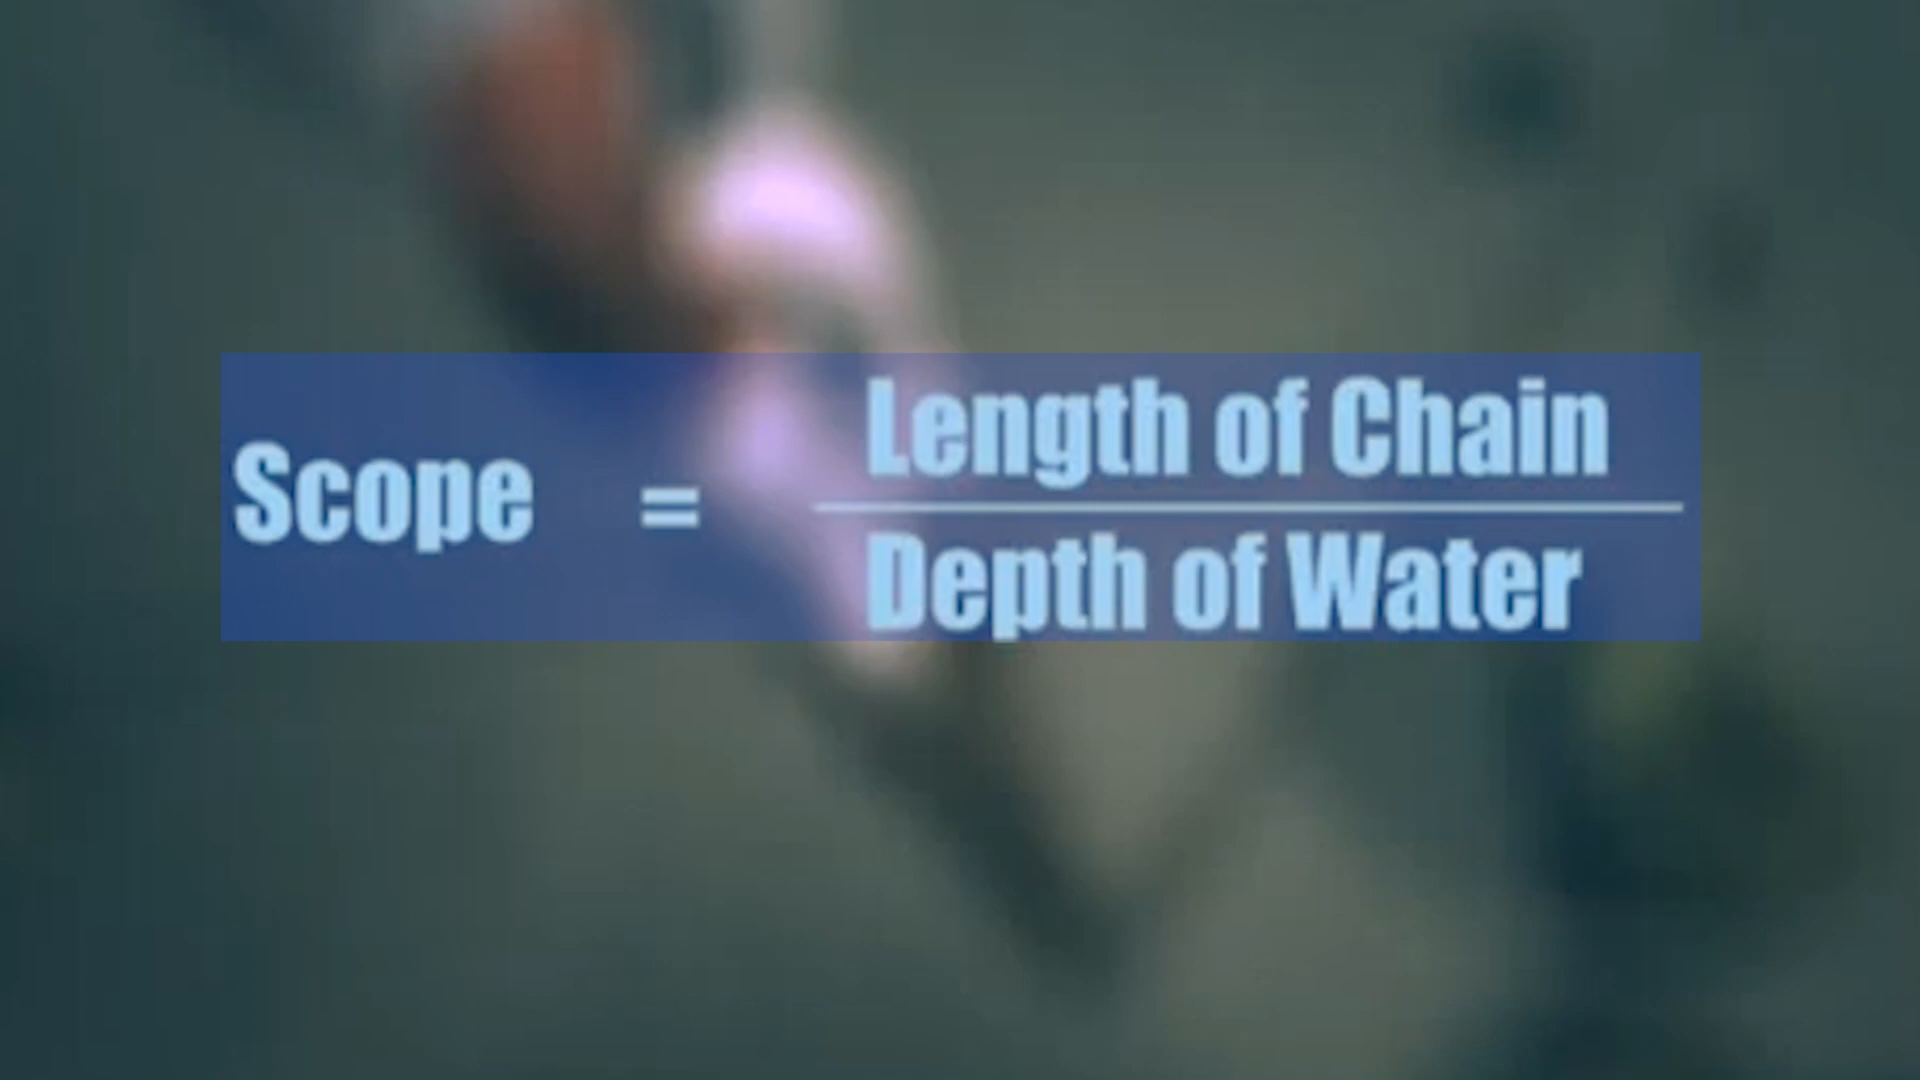 Scope = Length of Chain
Depth of Water